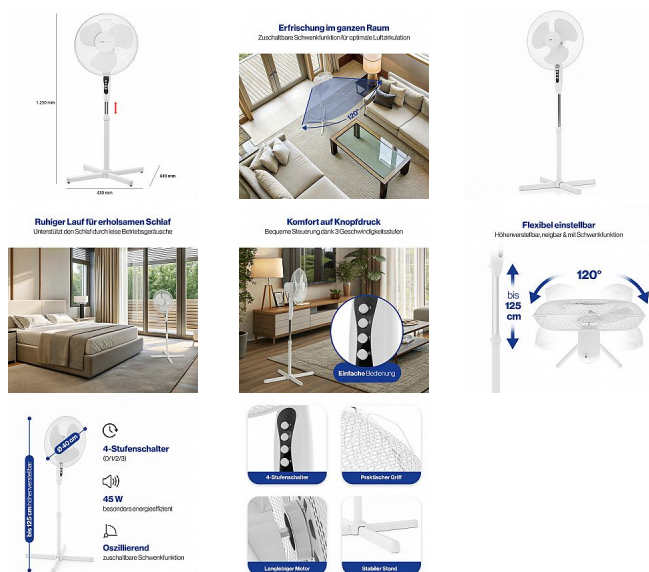 1.250 mm
610 mm
430 mm
Erfrischung im ganzen Raum
Zuschaltbare Schwenkfunktion für optimale Luftzirkulation
120°
Ruhiger Lauf für erholsamen Schlaf
Unterstützt den Schlaf durch leise Betriebsgeräusche
Komfort auf Knopfdruck
Bequeme Steuerung dank 3 Geschwindigkeitsstufen
Einfache Bedienung
Flexibel einstellbar
Höhenverstellbar, neigbar & mit Schwenkfunktion
bis
125
cm
120°
bis 125 cm höhenverstellbar
Ø 40 cm
4-Stufenschalter
(0/1/2/3)
45 W
besonders energieeffizient
Oszillierend
zuschaltbare Schwenkfunktion
4-Stufenschalter
Praktischer Griff
Langlebiger Motor
Stabiler Stand